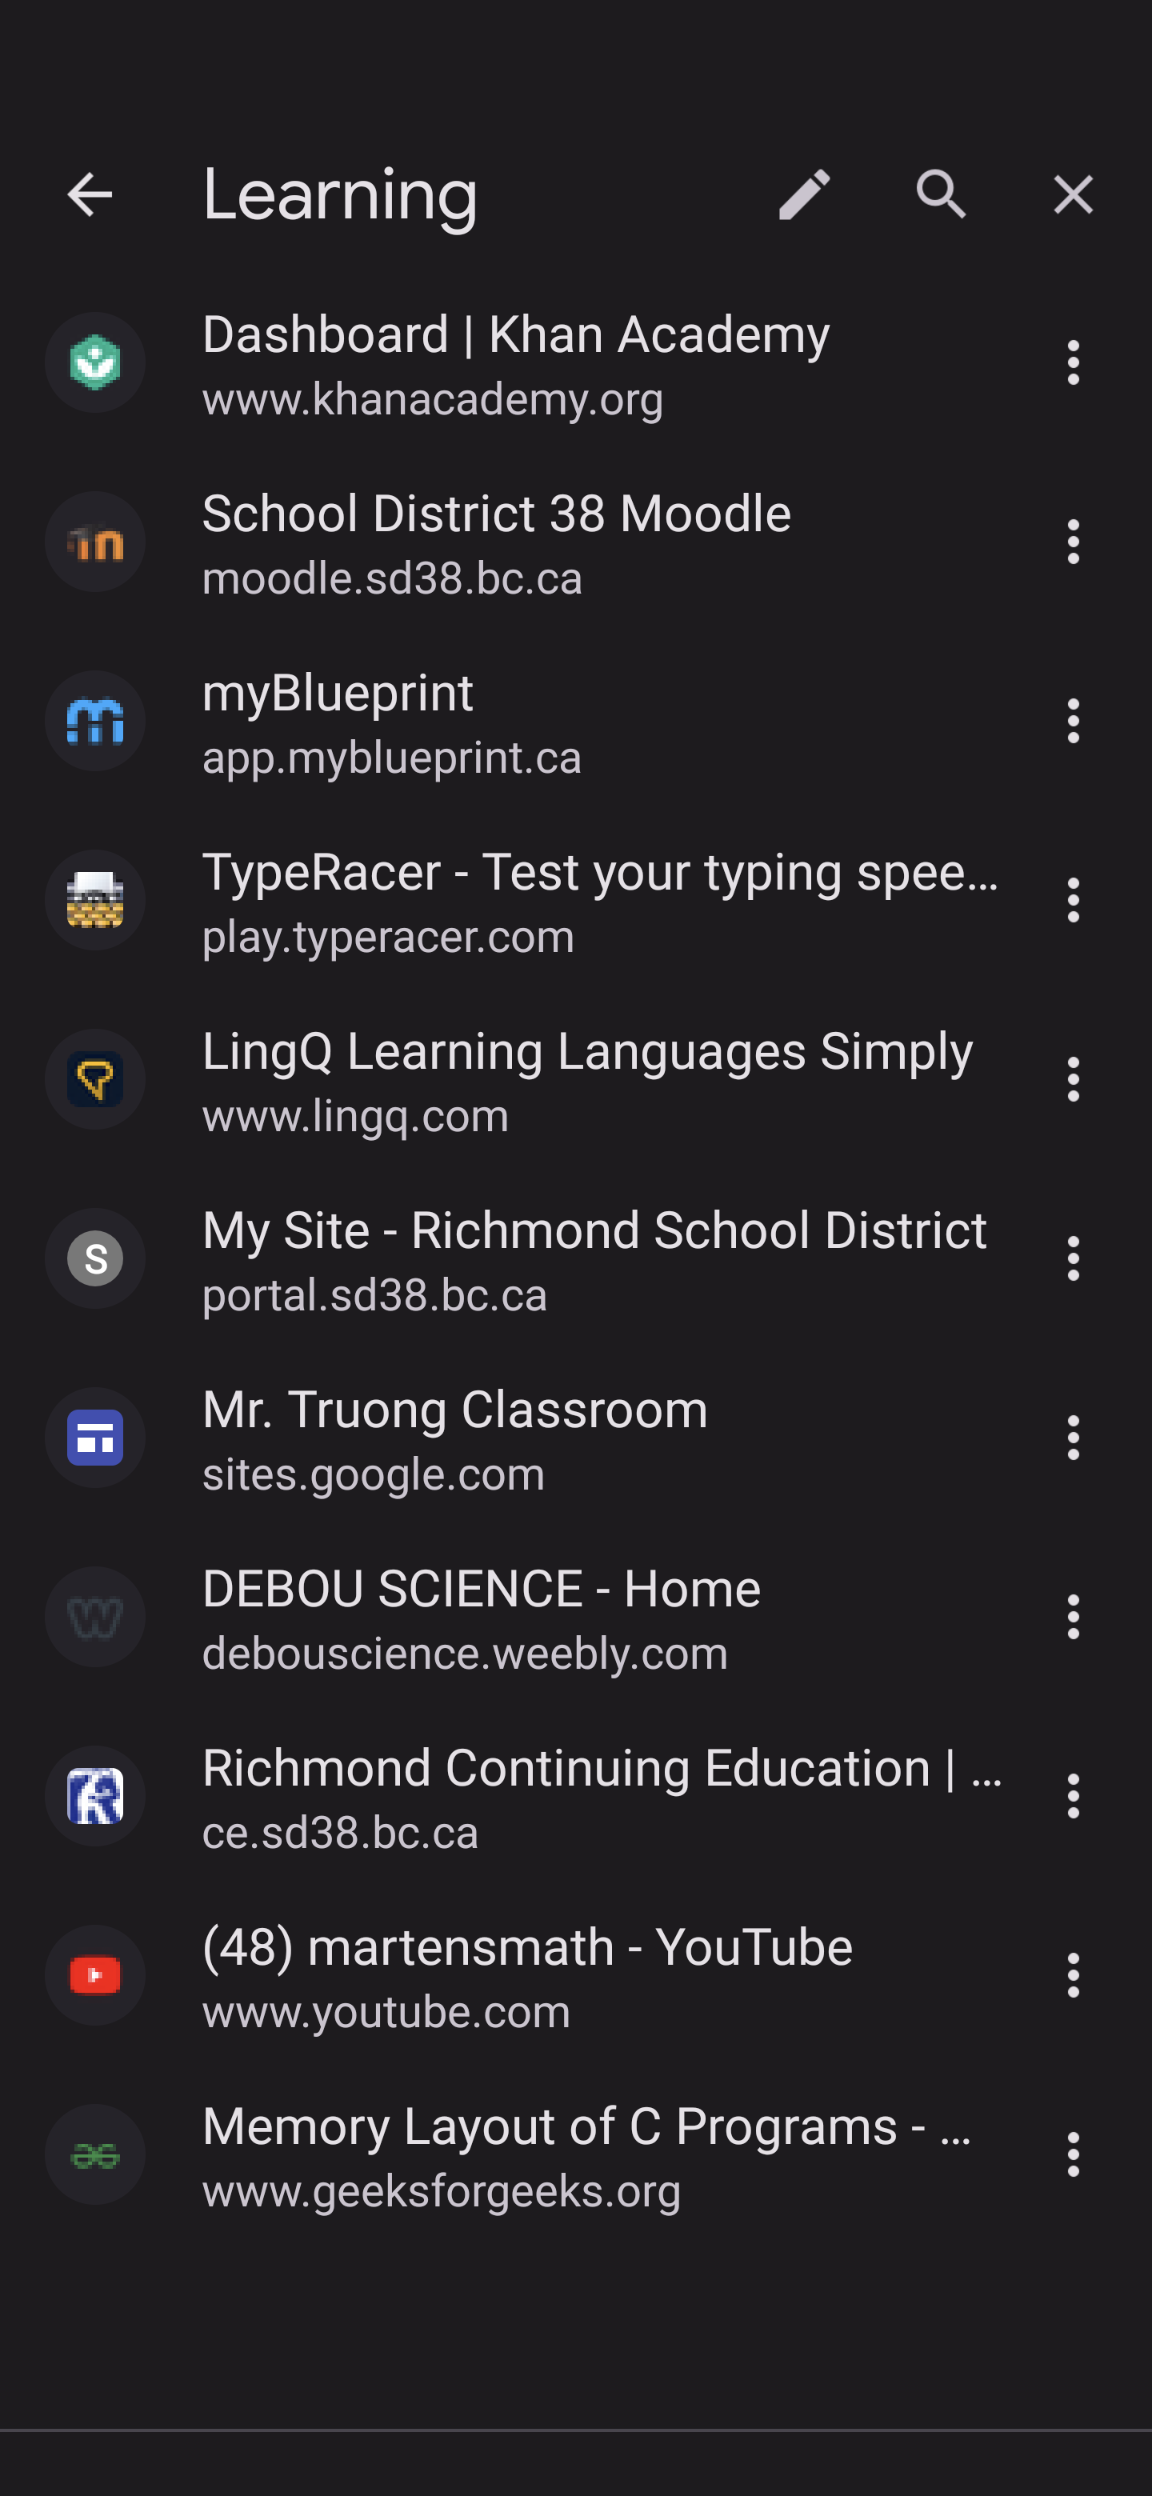 Learning
Dashboard | Khan Academy
www.khanacademy.org
School District 38 Moodle
moodle.sd38.bc.ca
myBlueprint
app.myblueprint.ca
TypeRacer - Test your typing spee...
play.typeracer.com
LingQ Learning Languages Simply
www.lingq.com
S
My Site - Richmond School District
portal.sd38.bc.ca
Mr. Truong Classroom
sites.google.com
DEBOU SCIENCE - Home
debouscience.weebly.com
Richmond Continuing Education | ...
ce.sd38.bc.ca
(48) martensmath - YouTube
www.youtube.com
Memory Layout of C Programs - ...
www.geeksforgeeks.org